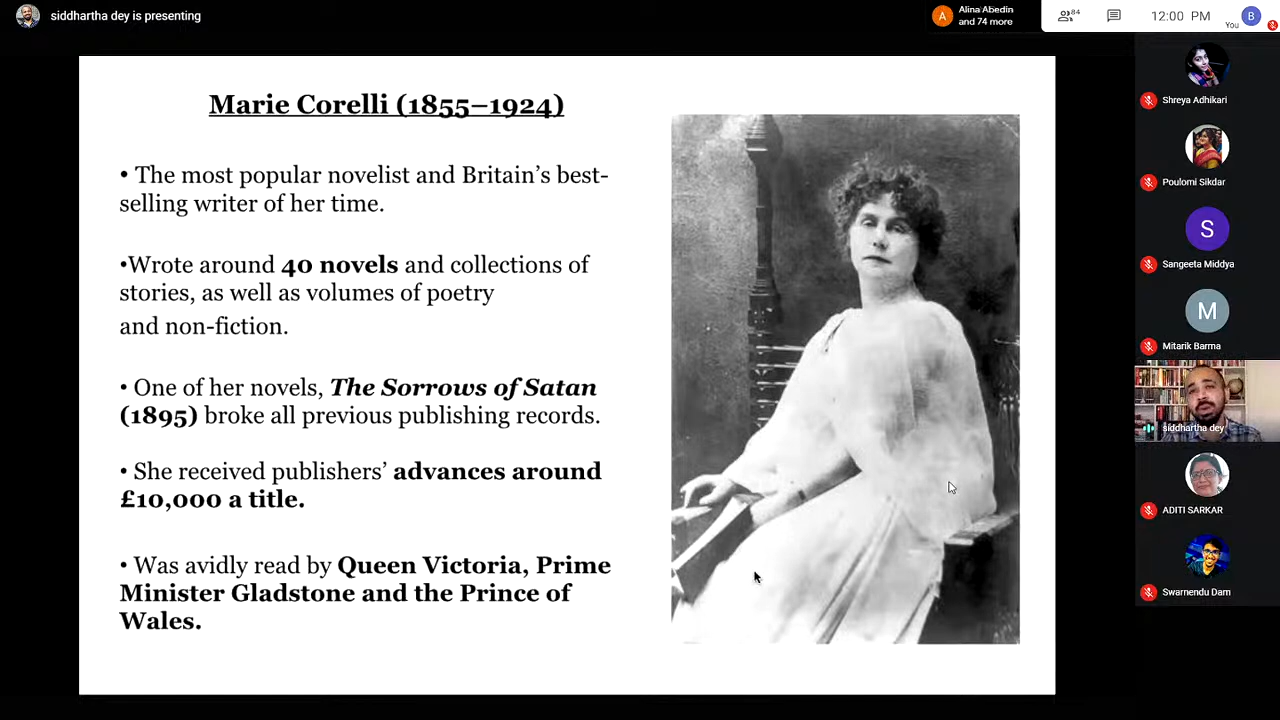 siddhartha dey is presenting
Alina Abedin
and 74 more
84
12:00 PM
You
B
A
Marie Corelli (1855–1924)
• The most popular novelist and Britain’s best-
selling writer of her time.
•Wrote around 40 novels and collections of
stories, as well as volumes of poetry
and non-fiction.
• One of her novels, The Sorrows of Satan
(1895) broke all previous publishing records.
• She received publishers’ advances around
£10,000 a title.
• Was avidly read by Queen Victoria, Prime
Minister Gladstone and the Prince of
Wales.
Shreya Adhikari
Poulomi Sikdar
S
Sangeeta Middya
M
Mitarik Barma
siddhartha dey
ADITI SARKAR
Swarnendu Dam